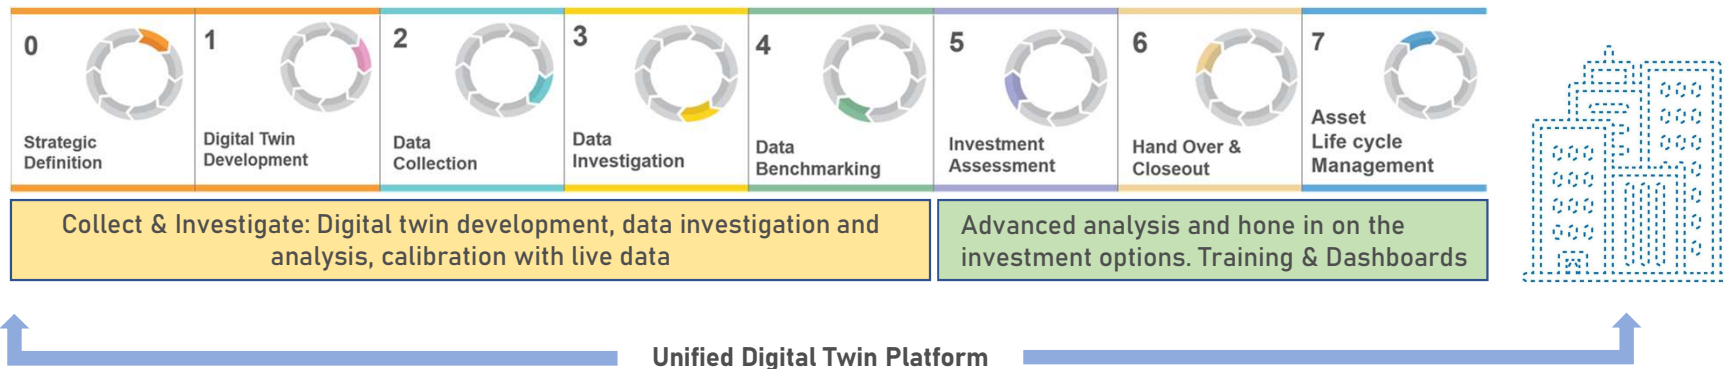 0
Strategic
Definition
1
Digital Twin
Development
2
Data
Collection
3
Data
Investigation
4
Data
Benchmarking
5
Investment
Assessment
6
Hand Over &
Closeout
7
Asset
Life cycle
Management
Collect & Investigate: Digital twin development, data investigation and
analysis, calibration with live data
Advanced analysis and hone in on the
investment options. Training & Dashboards
Unified Digital Twin Platform